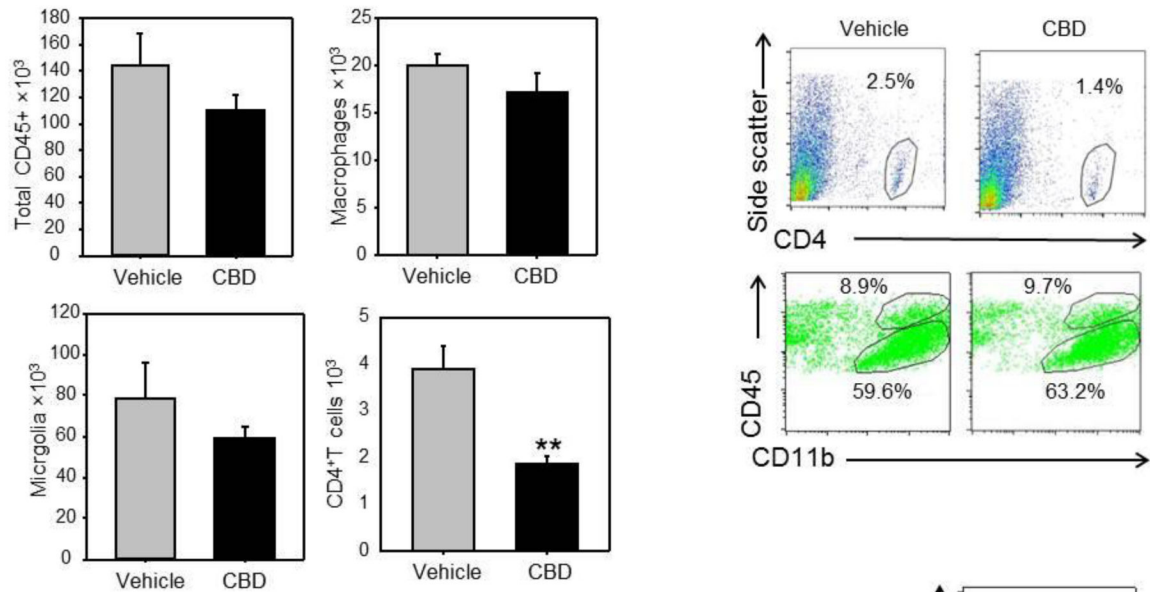 Total CD45+ ×10³
180
160
140
120
100
80
60
40
20
0
Vehicle CBD
Macrophages ×10³
25
20
15
10
5
0
Vehicle CBD
Micrgolia ×10³
120
100
80
60
40
20
0
Vehicle CBD
CD4⁺T cells 10³
5
4
3
2
1
0
**
Vehicle CBD
Vehicle CBD
Side scatter
2.5% 1.4%
CD4
CD45
8.9% 9.7%
59.6% 63.2%
CD11b